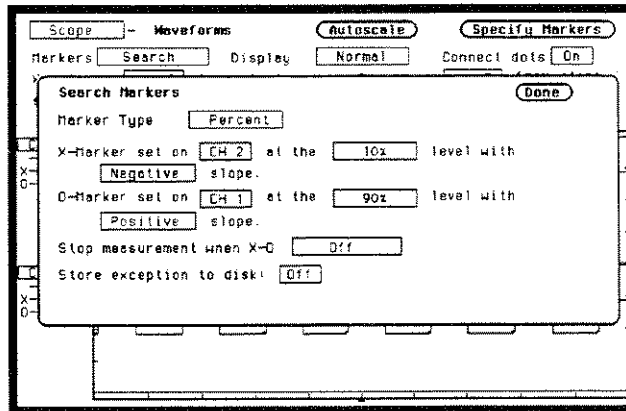 Scope - Waveforms Autoscale Specify Markers
Markers Search Display Normal Connect dots On
Search Markers Done
Marker Type Percent
X-Marker set on CH 2 at the 10% level with
Negative slope.
O-Marker set on CH 1 at the 90% level with
Positive slope.
Stop measurement when X-O Off
Store exception to disk: Off
X-
O-
X-
O-